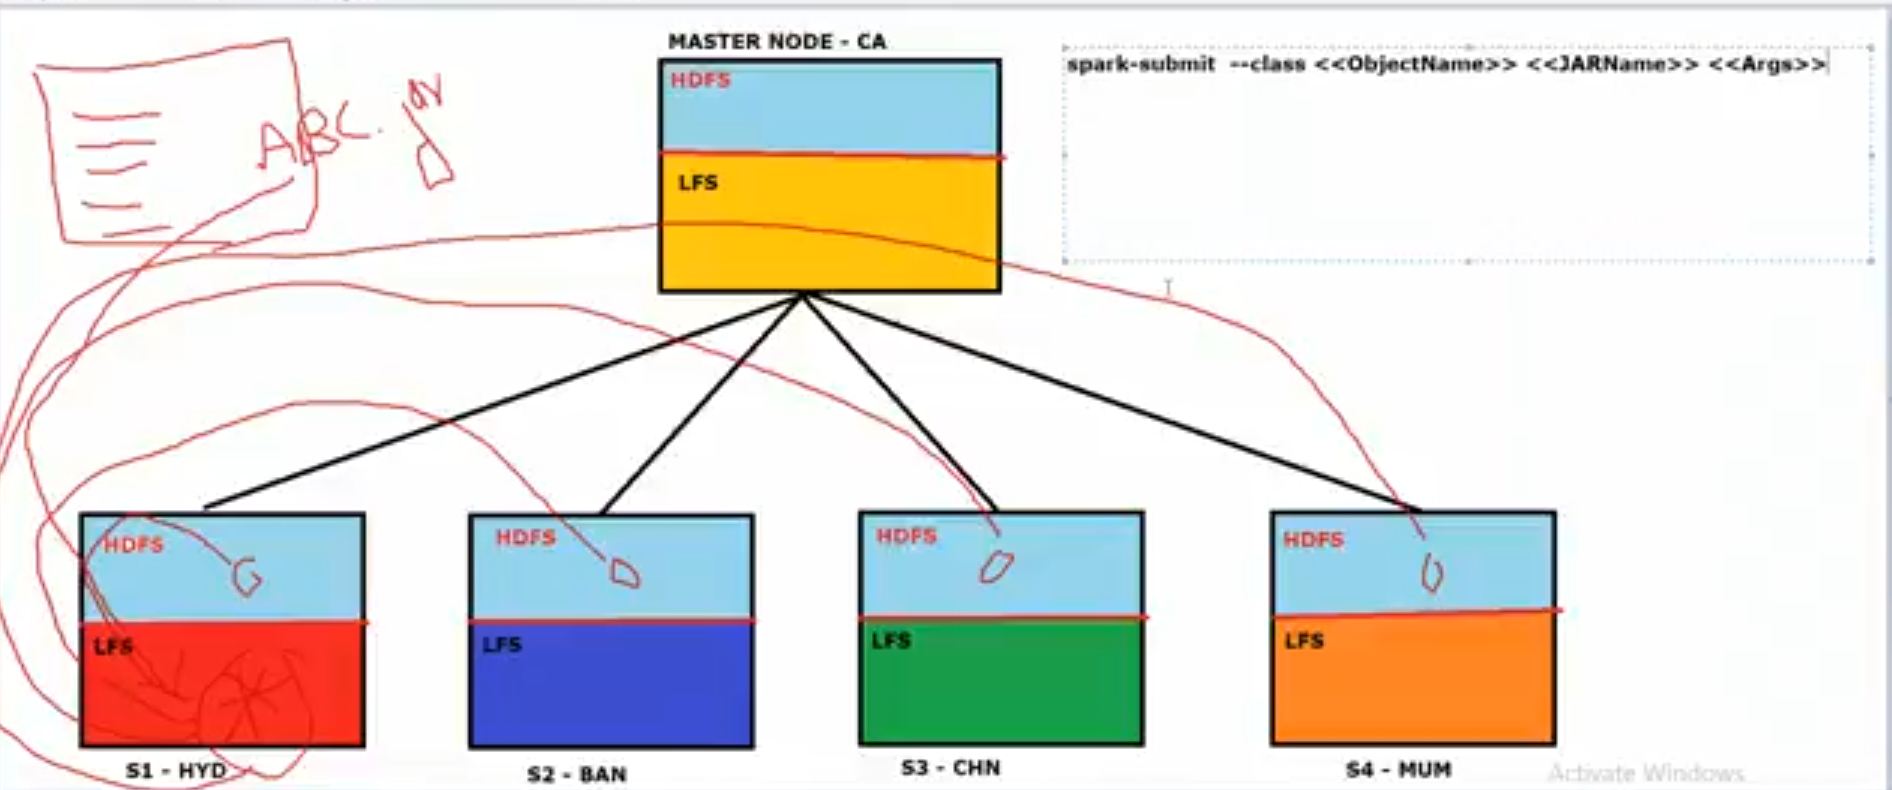 MASTER NODE - CA
HDFS
LFS
spark-submit --class <<ObjectName>> <<JARName>> <<Args>>
ABC. jar
HDFS
LFS
S1 - HYD
HDFS
LFS
S2 - BAN
HDFS
LFS
S3 - CHN
HDFS
LFS
S4 - MUM
Activate Windows